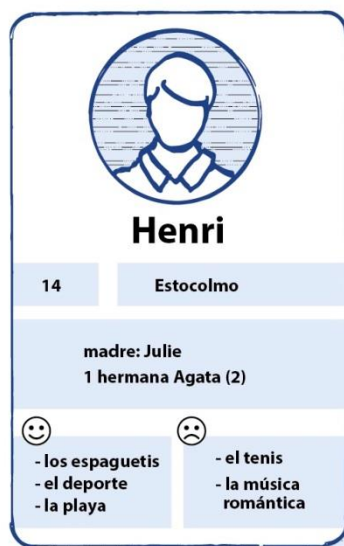 Henri
14
Estocolmo
madre: Julie
1 hermana Agata (2)
- los espaguetis
- el deporte
- la playa
- el tenis
- la música
romántica